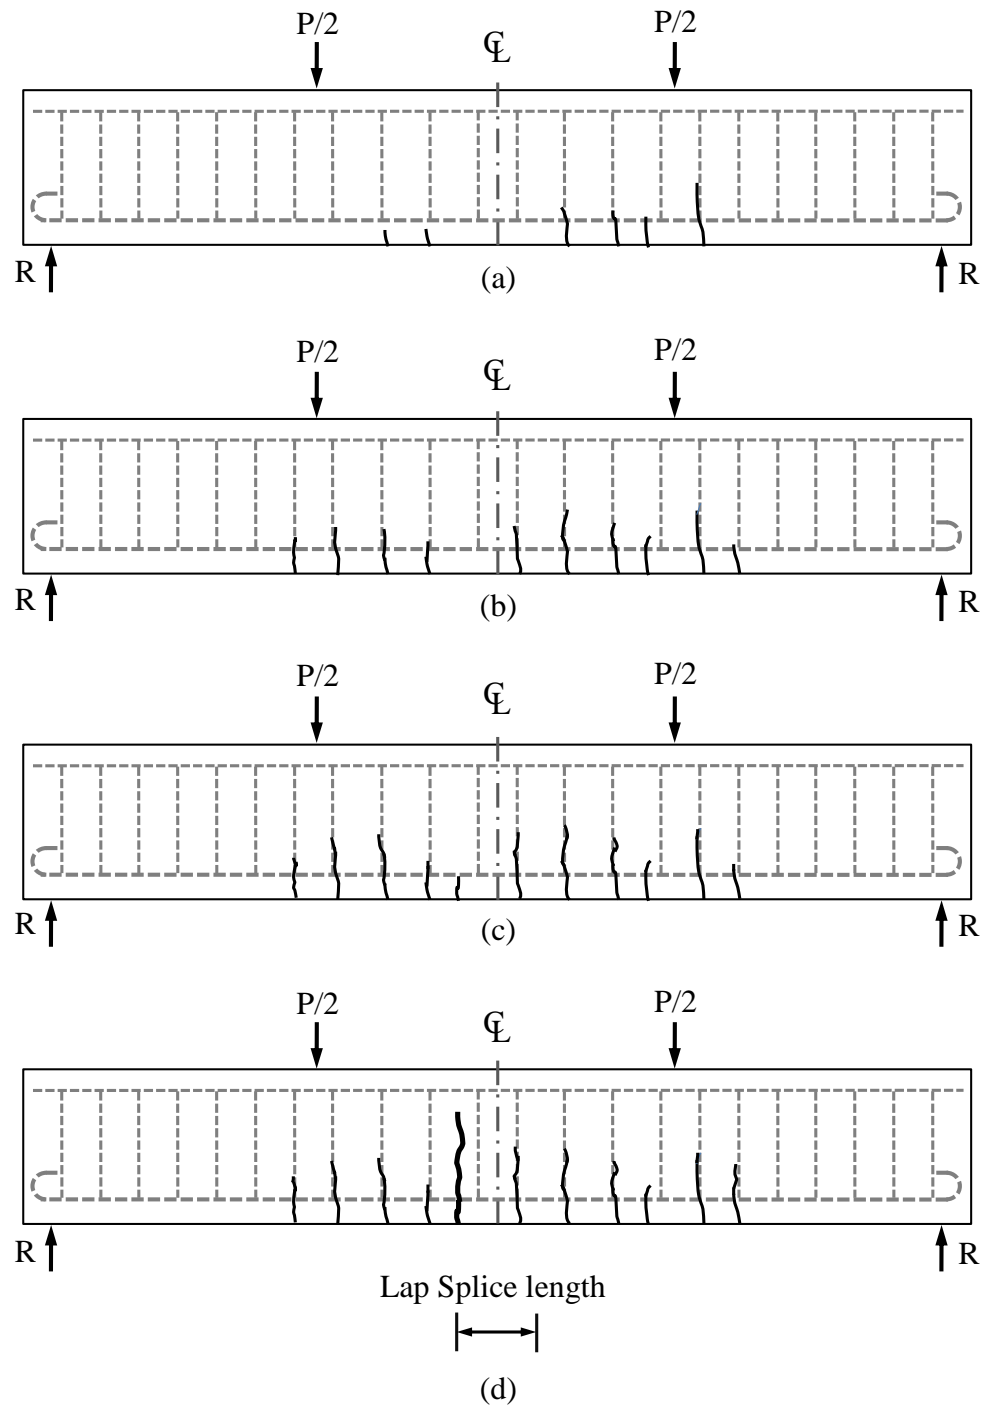 P/2 ℄ P/2
R R
(a)
P/2 ℄ P/2
R R
(b)
P/2 ℄ P/2
R R
(c)
P/2 ℄ P/2
R R
Lap Splice length
(d)